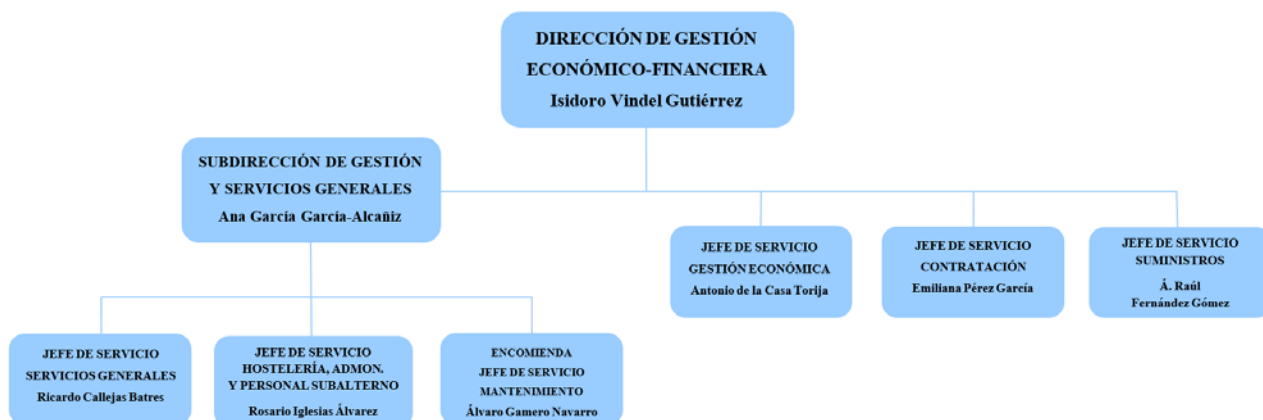 DIRECCIÓN DE GESTIÓN
ECONÓMICO-FINANCIERA
Isidoro Vindel Gutiérrez
SUBDIRECCIÓN DE GESTIÓN
Y SERVICIOS GENERALES
Ana García García-Alcañiz
JEFE DE SERVICIO
GESTIÓN ECONÓMICA
Antonio de la Casa Torija
JEFE DE SERVICIO
CONTRATACIÓN
Emiliana Pérez García
JEFE DE SERVICIO
SUMINISTROS
Á. Raúl
Fernández Gómez
JEFE DE SERVICIO
SERVICIOS GENERALES
Ricardo Callejas Batres
JEFE DE SERVICIO
HOSTELERÍA, ADMON.
Y PERSONAL SUBALTERNO
Rosario Iglesias Álvarez
ENCOMIENDA
JEFE DE SERVICIO
MANTENIMIENTO
Álvaro Gamero Navarro